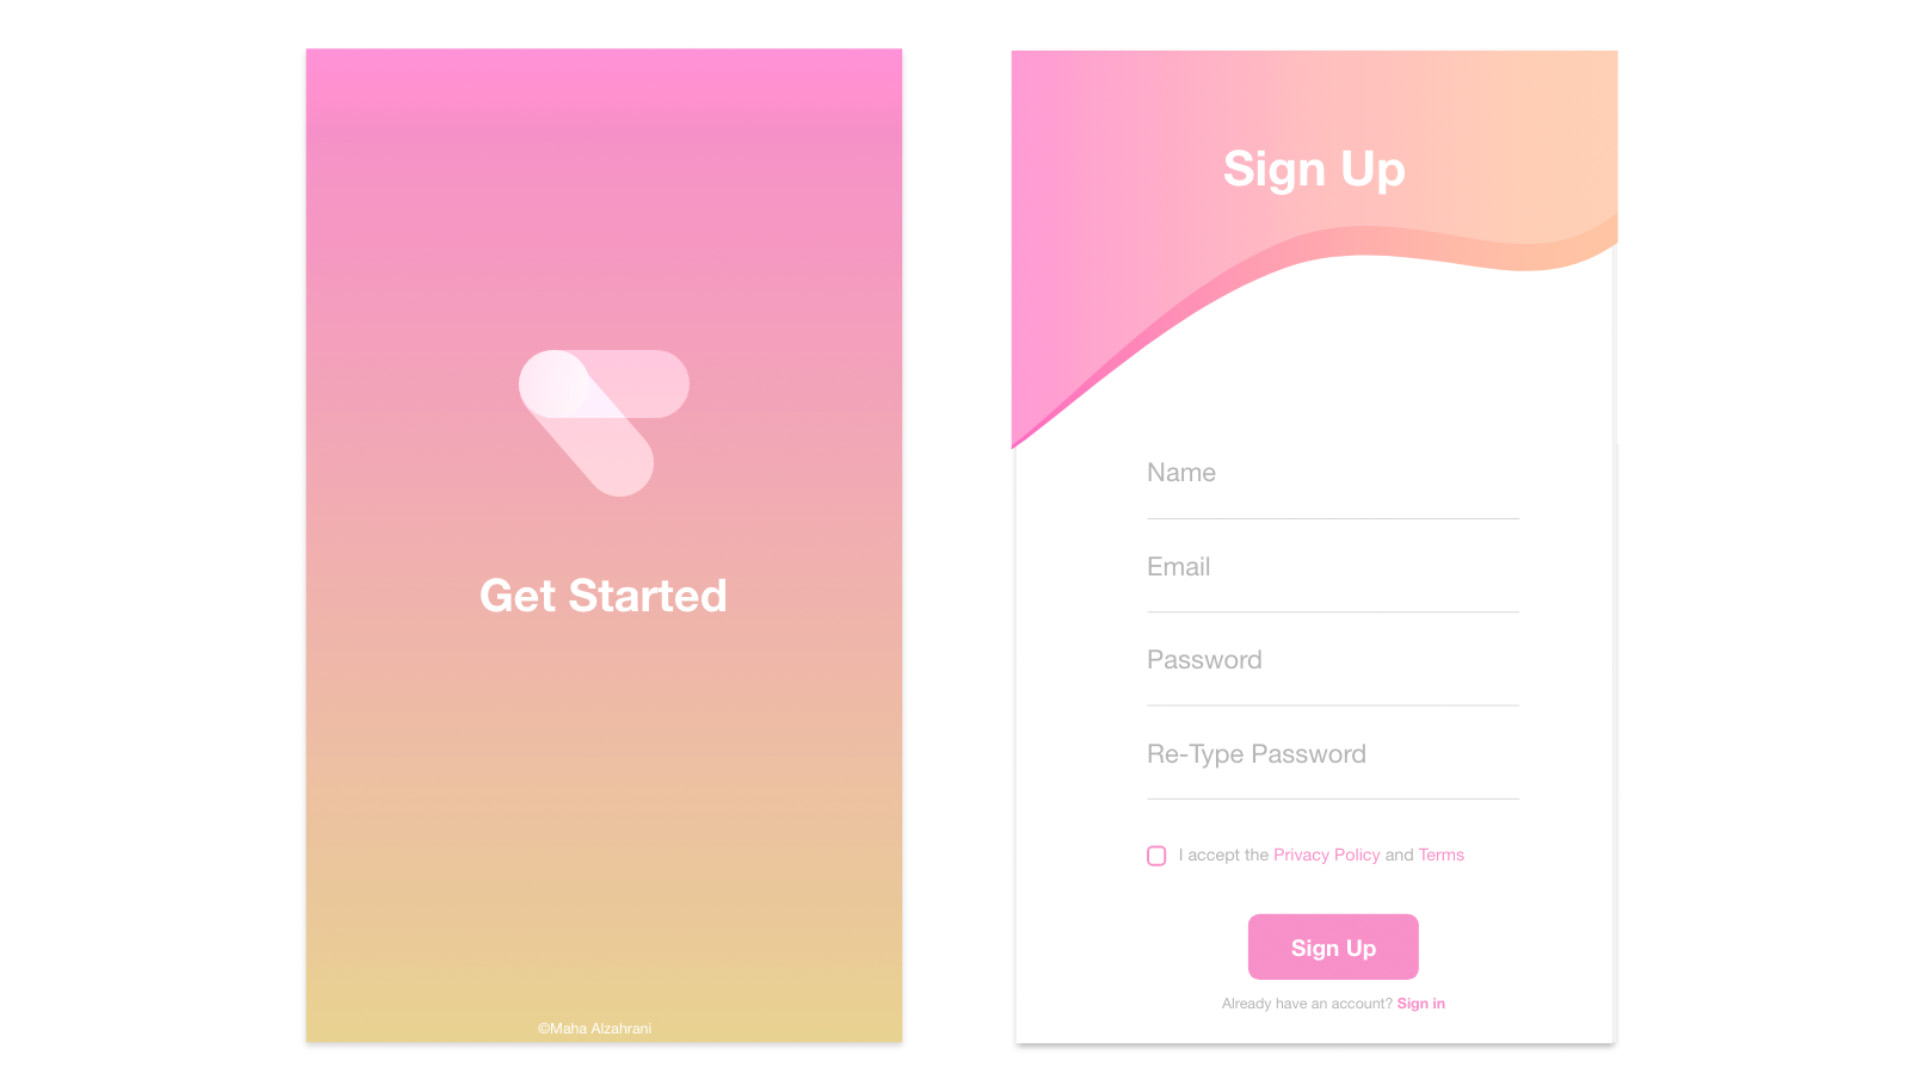 Get Started
©Maha Alzahrani
Sign Up
Name
Email
Password
Re-Type Password
I accept the Privacy Policy and Terms
Sign Up
Already have an account? Sign in